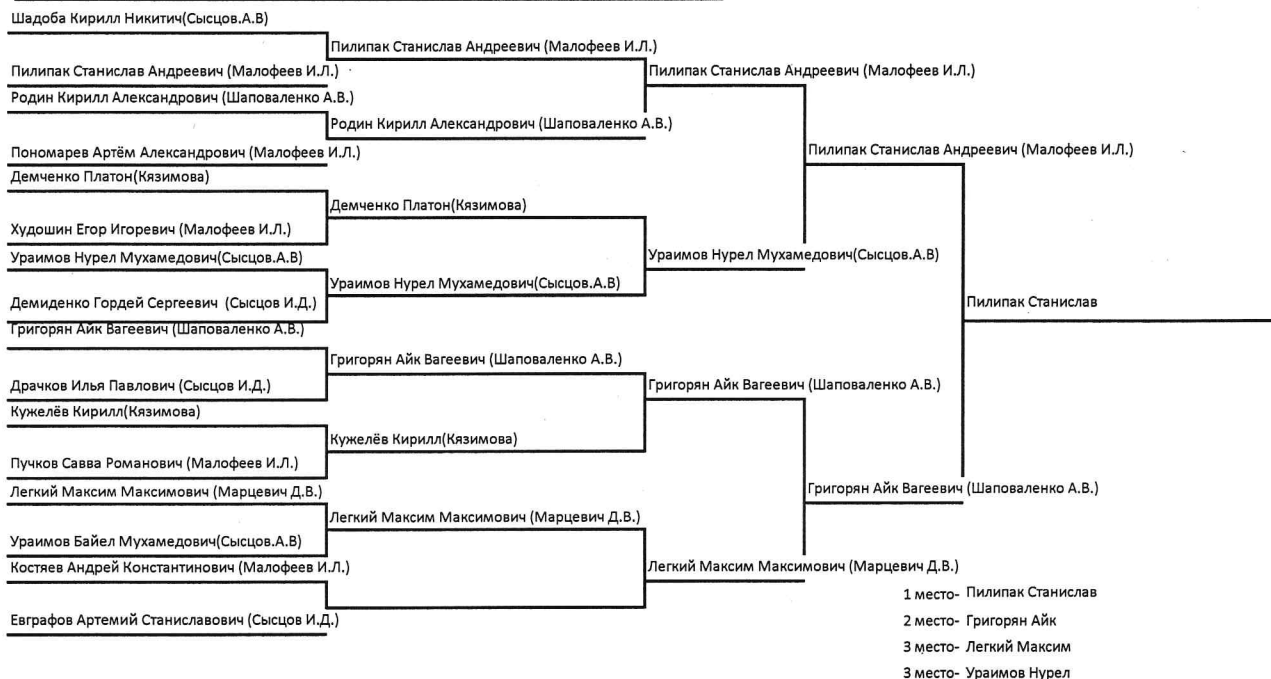 Шадоба Кирилл Никитич(Сысцов.А.В)
Пилипак Станислав Андреевич (Малофеев И.Л.)
Пилипак Станислав Андреевич (Малофеев И.Л.)
Пилипак Станислав Андреевич (Малофеев И.Л.)
Родин Кирилл Александрович (Шаповаленко А.В.)
Родин Кирилл Александрович (Шаповаленко А.В.)
Пилипак Станислав Андреевич (Малофеев И.Л.)
Пономарев Артём Александрович (Малофеев И.Л.)
Демченко Платон(Кязимова)
Демченко Платон(Кязимова)
Худошин Егор Игоревич (Малофеев И.Л.)
Ураимов Нурел Мухамедович(Сысцов.А.В)
Ураимов Нурел Мухамедович(Сысцов.А.В)
Ураимов Нурел Мухамедович(Сысцов.А.В)
Демиденко Гордей Сергеевич (Сысцов И.Д.)
Пилипак Станислав
Григорян Айк Вагеевич (Шаповаленко А.В.)
Григорян Айк Вагеевич (Шаповаленко А.В.)
Драчков Илья Павлович (Сысцов И.Д.)
Григорян Айк Вагеевич (Шаповаленко А.В.)
Кужелёв Кирилл(Кязимова)
Кужелёв Кирилл(Кязимова)
Пучков Савва Романович (Малофеев И.Л.)
Легкий Максим Максимович (Марцевич Д.В.)
Григорян Айк Вагеевич (Шаповаленко А.В.)
Легкий Максим Максимович (Марцевич Д.В.)
Ураимов Байел Мухамедович(Сысцов.А.В)
Костяев Андрей Константинович (Малофеев И.Л.)
Легкий Максим Максимович (Марцевич Д.В.)
1 место- Пилипак Станислав
Евграфов Артемий Станиславович (Сысцов И.Д.)
2 место- Григорян Айк
3 место- Легкий Максим
3 место- Ураимов Нурел